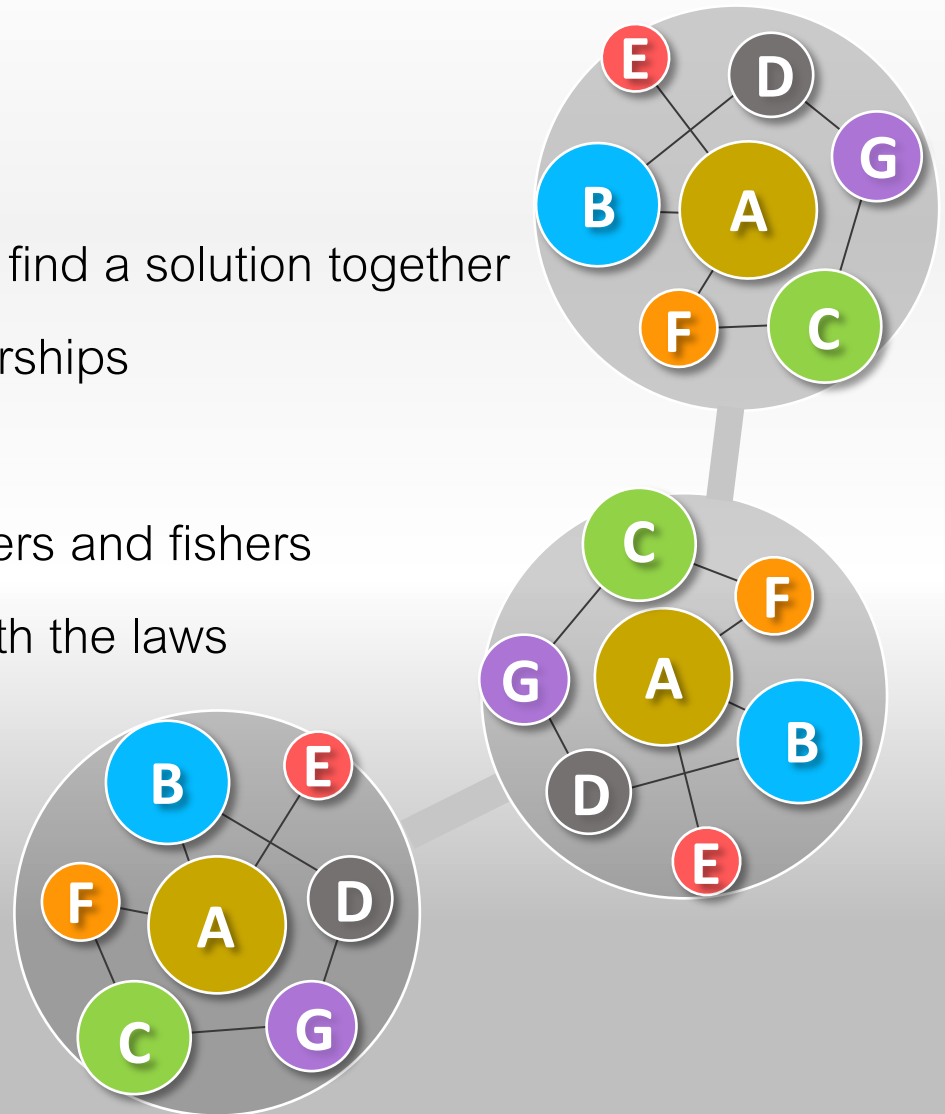 E
D
G
B
A
find a solution together
F
C
rships
C
ers and fishers
F
th the laws
G
A
B
D
B
E
E
F
A
D
C
G